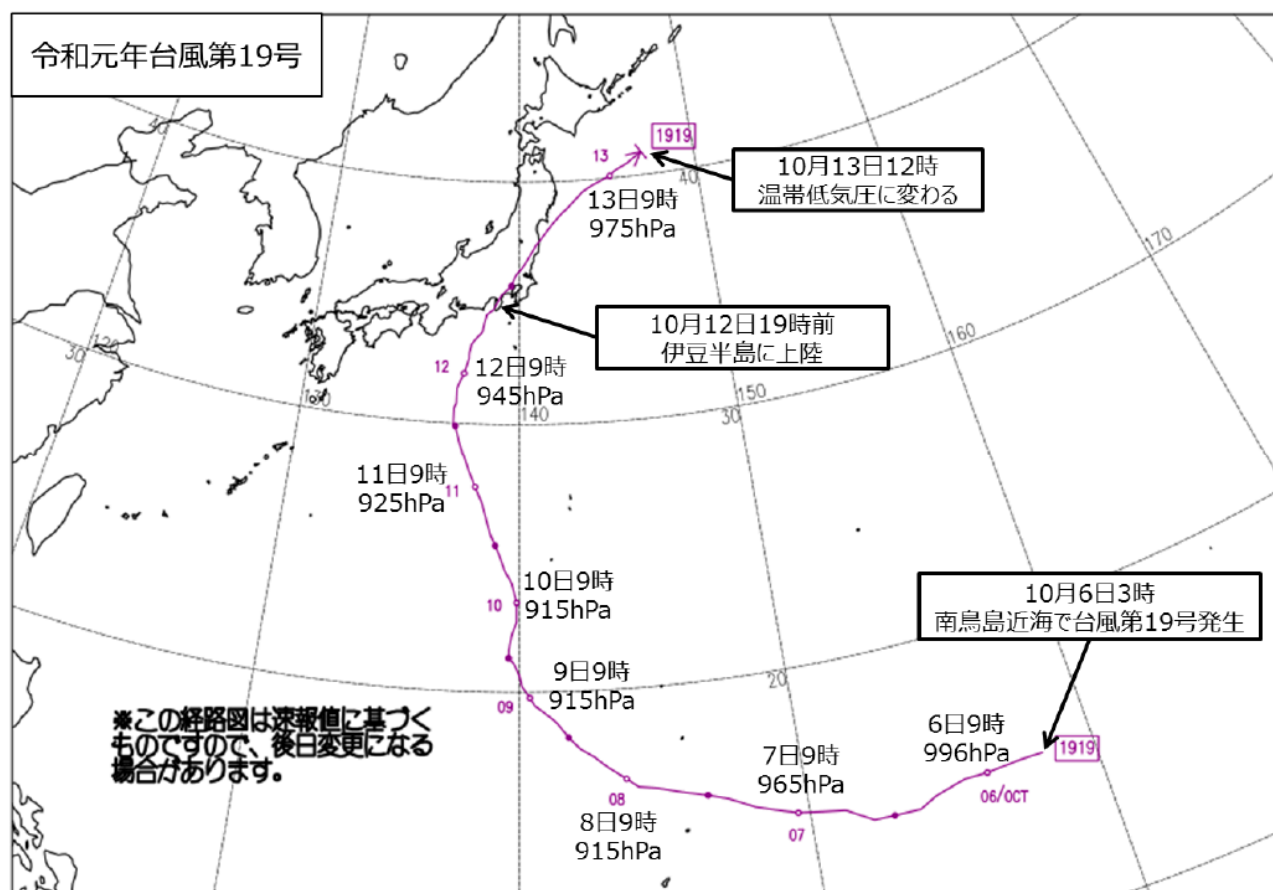 令和元年台風第19号
1919
13
10月13日12時
温帯低気圧に変わる
40
40
13日9時
975hPa
170
10月12日19時前
伊豆半島に上陸
160
30
120
12
12日9時
945hPa
130
140
30
150
11日9時
925hPa
11
10日9時
915hPa
10
10月6日3時
南鳥島近海で台風第19号発生
9日9時
915hPa
09
20
※この経路図は速報値に基づく
ものですので、後日変更になる
場合があります。
6日9時
996hPa
1919
7日9時
965hPa
06/OCT
08
8日9時
915hPa
07